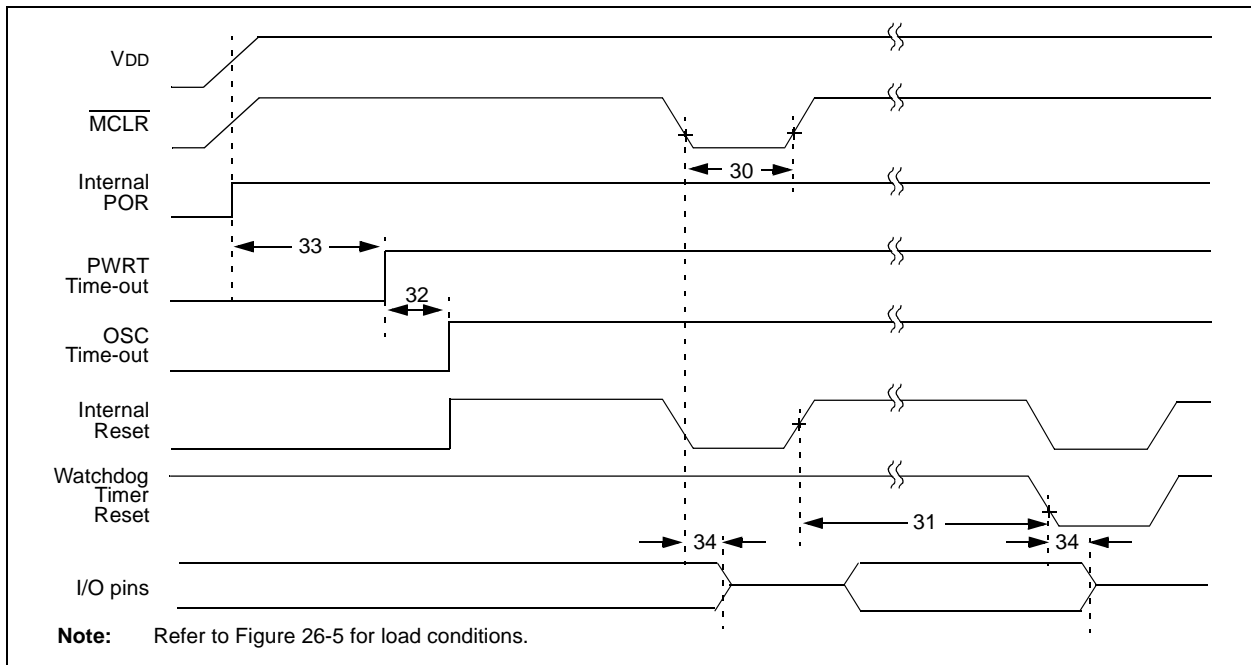 VDD
MCLR
30
Internal
POR
33
PWRT
Time-out
32
OSC
Time-out
Internal
Reset
Watchdog
Timer
Reset
31
34
34
I/O pins
Note: Refer to Figure 26-5 for load conditions.